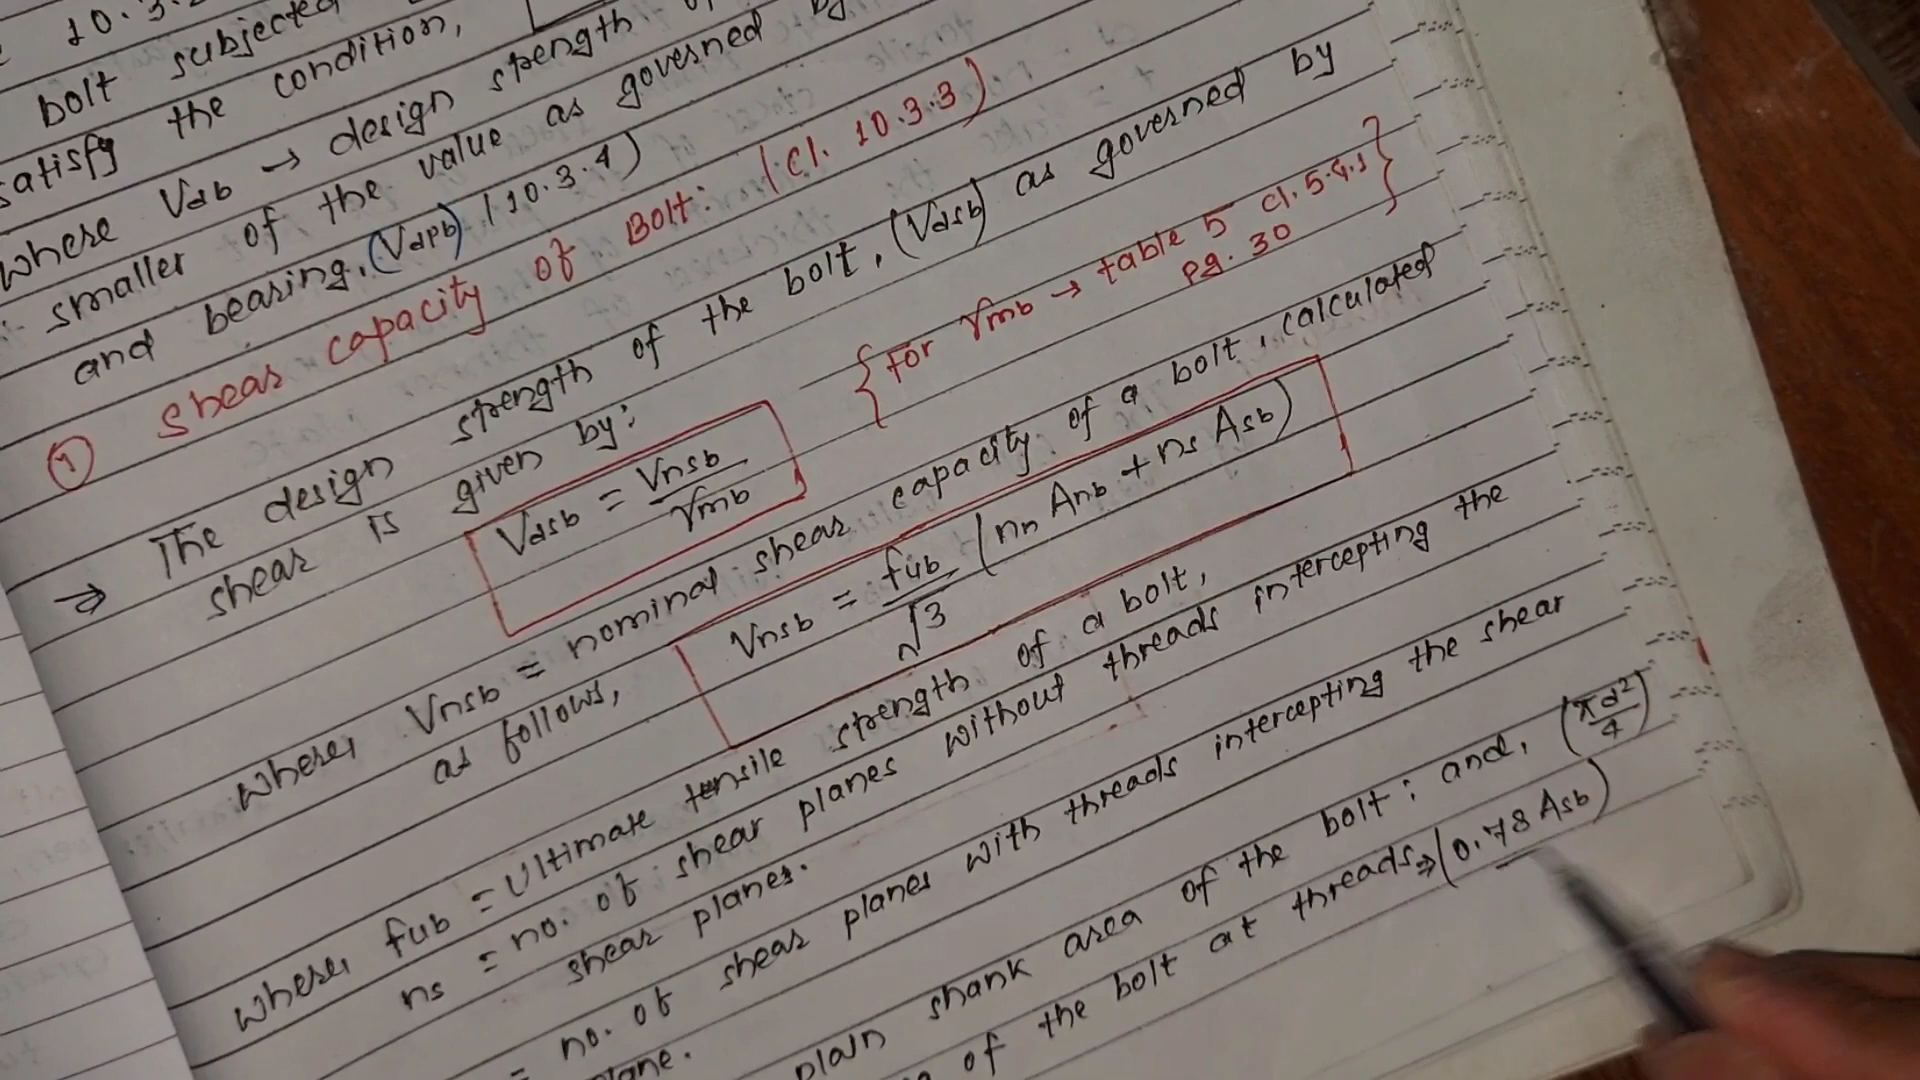 10.3.
bolt subjected
satisfy the condition,
where Vdb → design strength
smaller of the value as governed by
and bearing, (Vdpb) (10.3.4)
① shear capacity of Bolt: (cl. 10.3.3)
⇒ The design strength of the bolt, (Vdsb) as governed by
shear is given by:
{for γmb → table 5 cl. 5.4.1
pg. 30}
Vdsb = Vnsb / γmb
where, Vnsb = nominal shear capacity of a bolt, calculated
as follows,
Vnsb = fub / √3 (nn Anb + ns Asb)
where, fub = Ultimate tensile strength of a bolt,
ns = no. of shear planes without threads intercepting the
shear planes.
= no. of shear planes with threads intercepting the shear
plane.
plain shank area of the bolt; and, (πd²/4)
of the bolt at threads ⇒ (0.78 Asb)